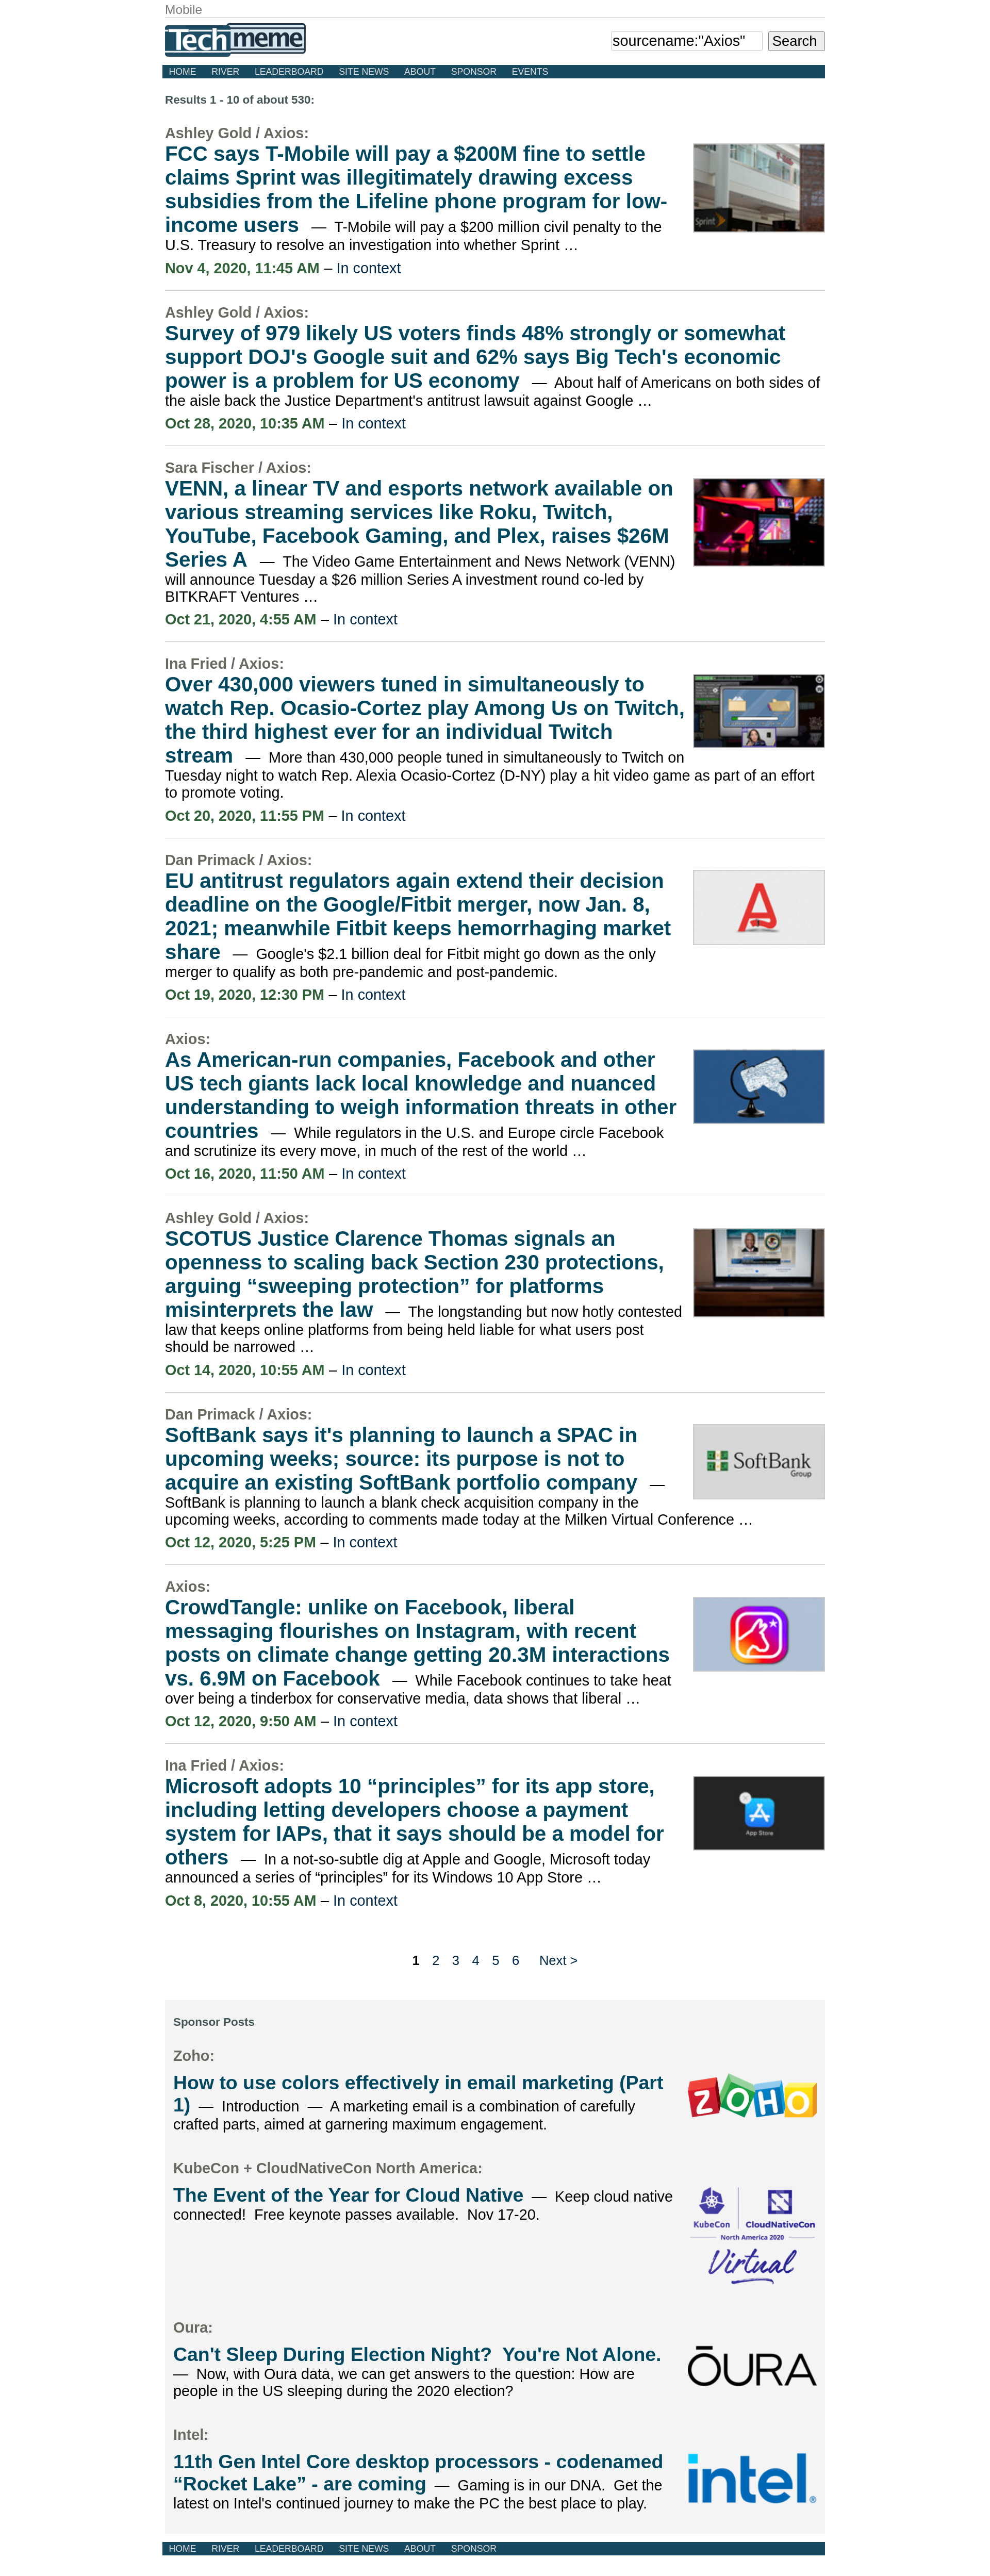 Mobile
Techmeme
sourcename:"Axios" Search
HOME RIVER LEADERBOARD SITE NEWS ABOUT SPONSOR EVENTS
Results 1 - 10 of about 530:
Ashley Gold / Axios:
FCC says T-Mobile will pay a $200M fine to settle
claims Sprint was illegitimately drawing excess
subsidies from the Lifeline phone program for low-
income users — T-Mobile will pay a $200 million civil penalty to the
U.S. Treasury to resolve an investigation into whether Sprint …
Sprint
Nov 4, 2020, 11:45 AM – In context
Ashley Gold / Axios:
Survey of 979 likely US voters finds 48% strongly or somewhat
support DOJ's Google suit and 62% says Big Tech's economic
power is a problem for US economy — About half of Americans on both sides of
the aisle back the Justice Department's antitrust lawsuit against Google …
Oct 28, 2020, 10:35 AM – In context
Sara Fischer / Axios:
VENN, a linear TV and esports network available on
various streaming services like Roku, Twitch,
YouTube, Facebook Gaming, and Plex, raises $26M
Series A — The Video Game Entertainment and News Network (VENN)
will announce Tuesday a $26 million Series A investment round co-led by
BITKRAFT Ventures …
Oct 21, 2020, 4:55 AM – In context
Ina Fried / Axios:
Over 430,000 viewers tuned in simultaneously to
watch Rep. Ocasio-Cortez play Among Us on Twitch,
the third highest ever for an individual Twitch
stream — More than 430,000 people tuned in simultaneously to Twitch on
Tuesday night to watch Rep. Alexia Ocasio-Cortez (D-NY) play a hit video game as part of an effort
to promote voting.
Oct 20, 2020, 11:55 PM – In context
Dan Primack / Axios:
EU antitrust regulators again extend their decision
deadline on the Google/Fitbit merger, now Jan. 8,
2021; meanwhile Fitbit keeps hemorrhaging market
share — Google's $2.1 billion deal for Fitbit might go down as the only
merger to qualify as both pre-pandemic and post-pandemic.
Oct 19, 2020, 12:30 PM – In context
Axios:
As American-run companies, Facebook and other
US tech giants lack local knowledge and nuanced
understanding to weigh information threats in other
countries — While regulators in the U.S. and Europe circle Facebook
and scrutinize its every move, in much of the rest of the world …
Oct 16, 2020, 11:50 AM – In context
Ashley Gold / Axios:
SCOTUS Justice Clarence Thomas signals an
openness to scaling back Section 230 protections,
arguing “sweeping protection” for platforms
misinterprets the law — The longstanding but now hotly contested
law that keeps online platforms from being held liable for what users post
should be narrowed …
Oct 14, 2020, 10:55 AM – In context
Dan Primack / Axios:
SoftBank says it's planning to launch a SPAC in
upcoming weeks; source: its purpose is not to
acquire an existing SoftBank portfolio company —
SoftBank is planning to launch a blank check acquisition company in the
upcoming weeks, according to comments made today at the Milken Virtual Conference …
SoftBank
Group
Oct 12, 2020, 5:25 PM – In context
Axios:
CrowdTangle: unlike on Facebook, liberal
messaging flourishes on Instagram, with recent
posts on climate change getting 20.3M interactions
vs. 6.9M on Facebook — While Facebook continues to take heat
over being a tinderbox for conservative media, data shows that liberal …
Oct 12, 2020, 9:50 AM – In context
Ina Fried / Axios:
Microsoft adopts 10 “principles” for its app store,
including letting developers choose a payment
system for IAPs, that it says should be a model for
others — In a not-so-subtle dig at Apple and Google, Microsoft today
announced a series of “principles” for its Windows 10 App Store …
App Store
Oct 8, 2020, 10:55 AM – In context
1 2 3 4 5 6 Next >
Sponsor Posts
Zoho:
How to use colors effectively in email marketing (Part
1) — Introduction — A marketing email is a combination of carefully
crafted parts, aimed at garnering maximum engagement.
ZOHO
KubeCon + CloudNativeCon North America:
The Event of the Year for Cloud Native — Keep cloud native
connected! Free keynote passes available. Nov 17-20.
KubeCon CloudNativeCon
North America 2020
Virtual
Oura:
Can't Sleep During Election Night? You're Not Alone.
— Now, with Oura data, we can get answers to the question: How are
people in the US sleeping during the 2020 election?
ŌURA
Intel:
11th Gen Intel Core desktop processors - codenamed
“Rocket Lake” - are coming — Gaming is in our DNA. Get the
latest on Intel's continued journey to make the PC the best place to play.
intel®
HOME RIVER LEADERBOARD SITE NEWS ABOUT SPONSOR